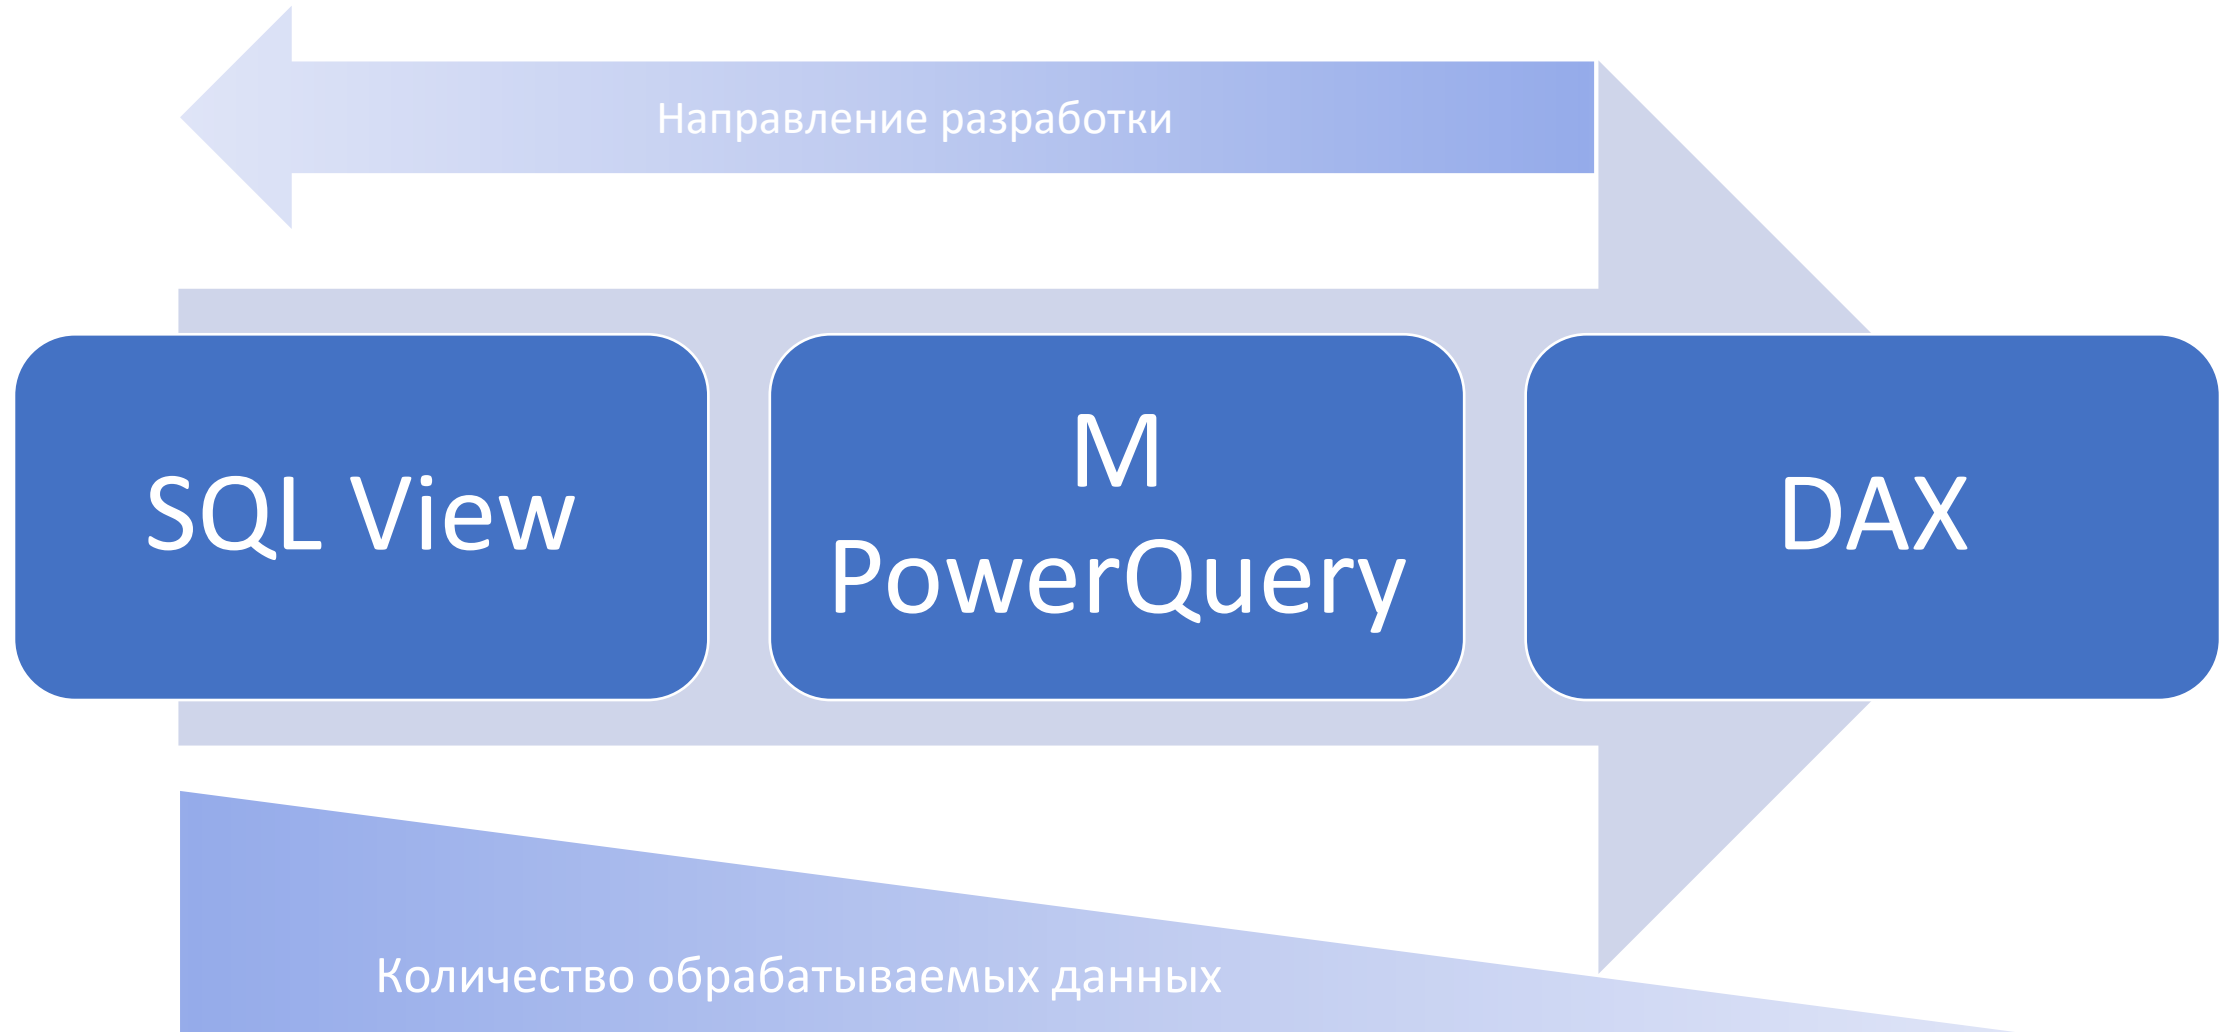 Направление разработки
SQL View
M
PowerQuery
DAX
Количество обрабатываемых данных